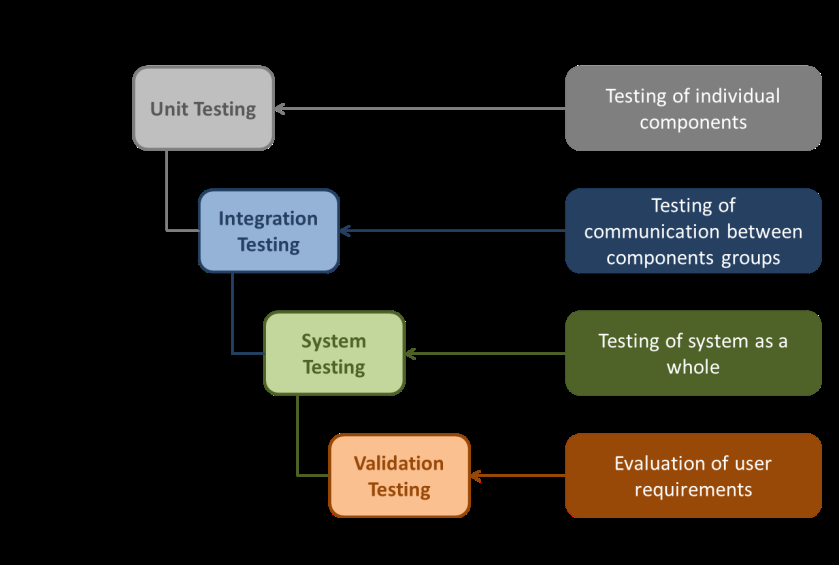 Unit Testing
Testing of individual
components
Integration
Testing
Testing of
communication between
components groups
System
Testing
Testing of system as a
whole
Validation
Testing
Evaluation of user
requirements